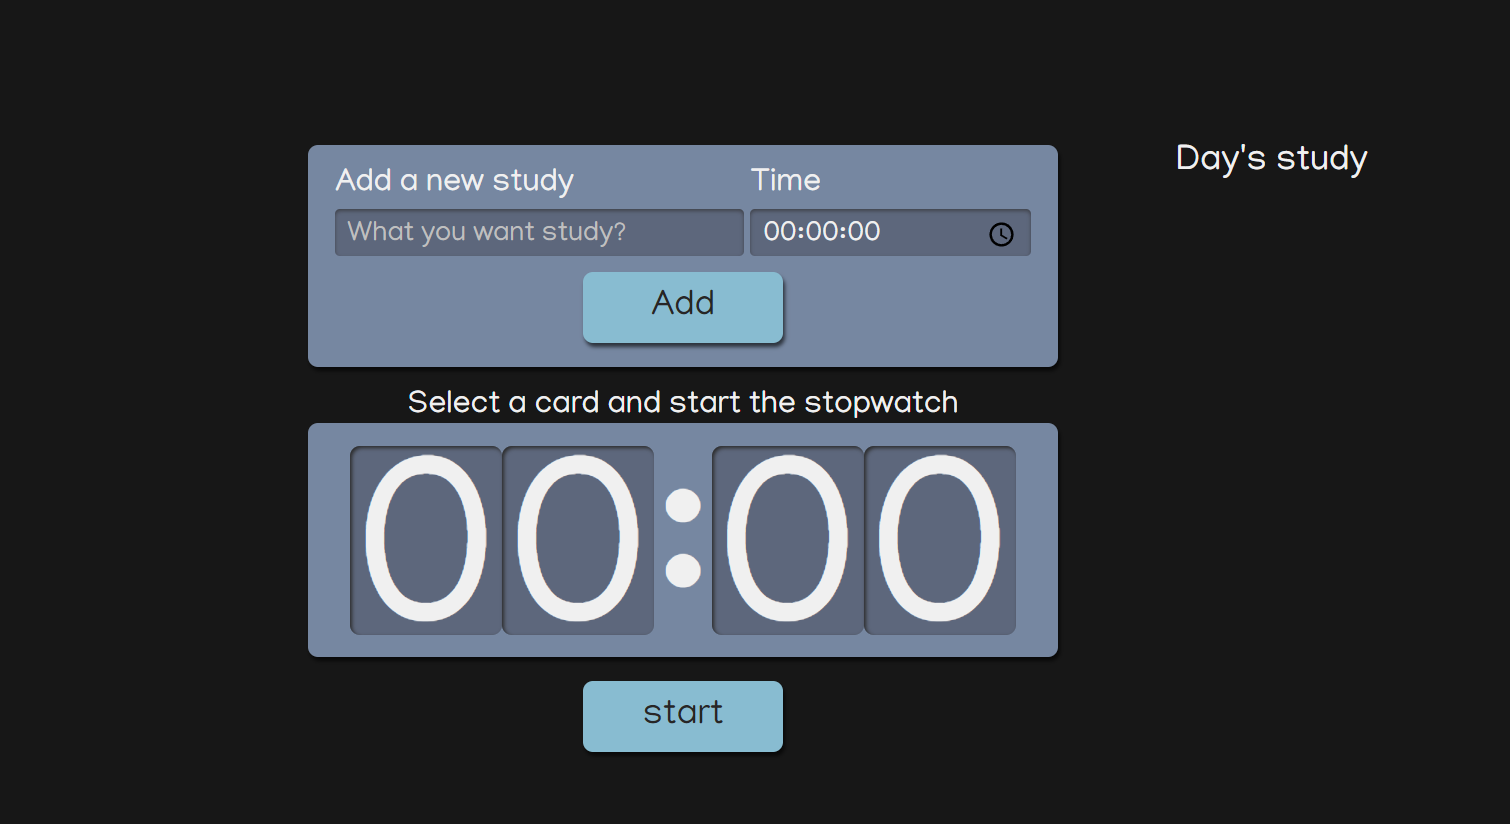 Add a new study
Time
What you want study?
00:00:00
Add
Select a card and start the stopwatch
00:00
start
Day's study